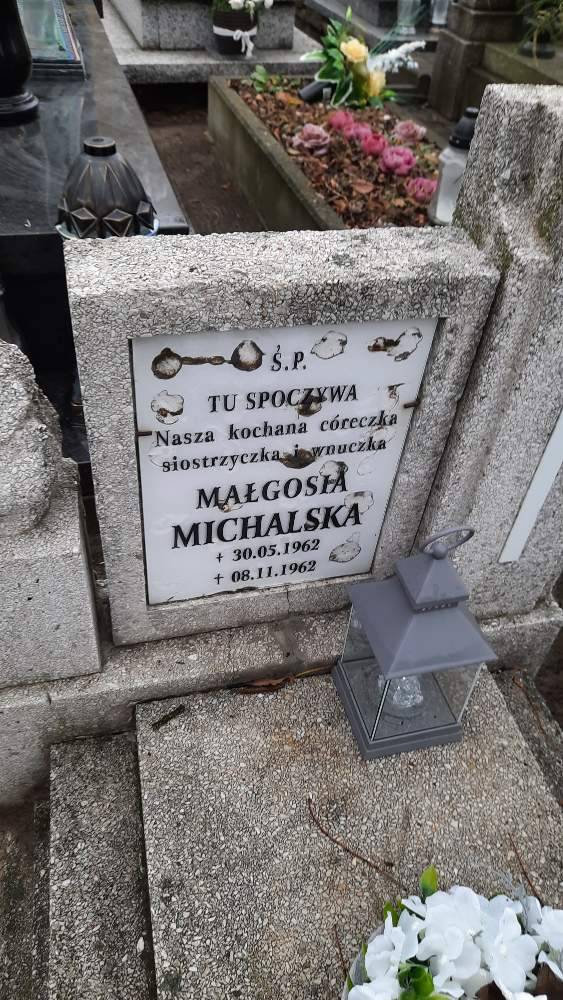 Ś.P.
TU SPOCZYWA
Nasza kochana córeczka
siostrzyczka i wnuczka
MAŁGOSIA
MICHALSKA
+ 30.05.1962
+ 08.11.1962